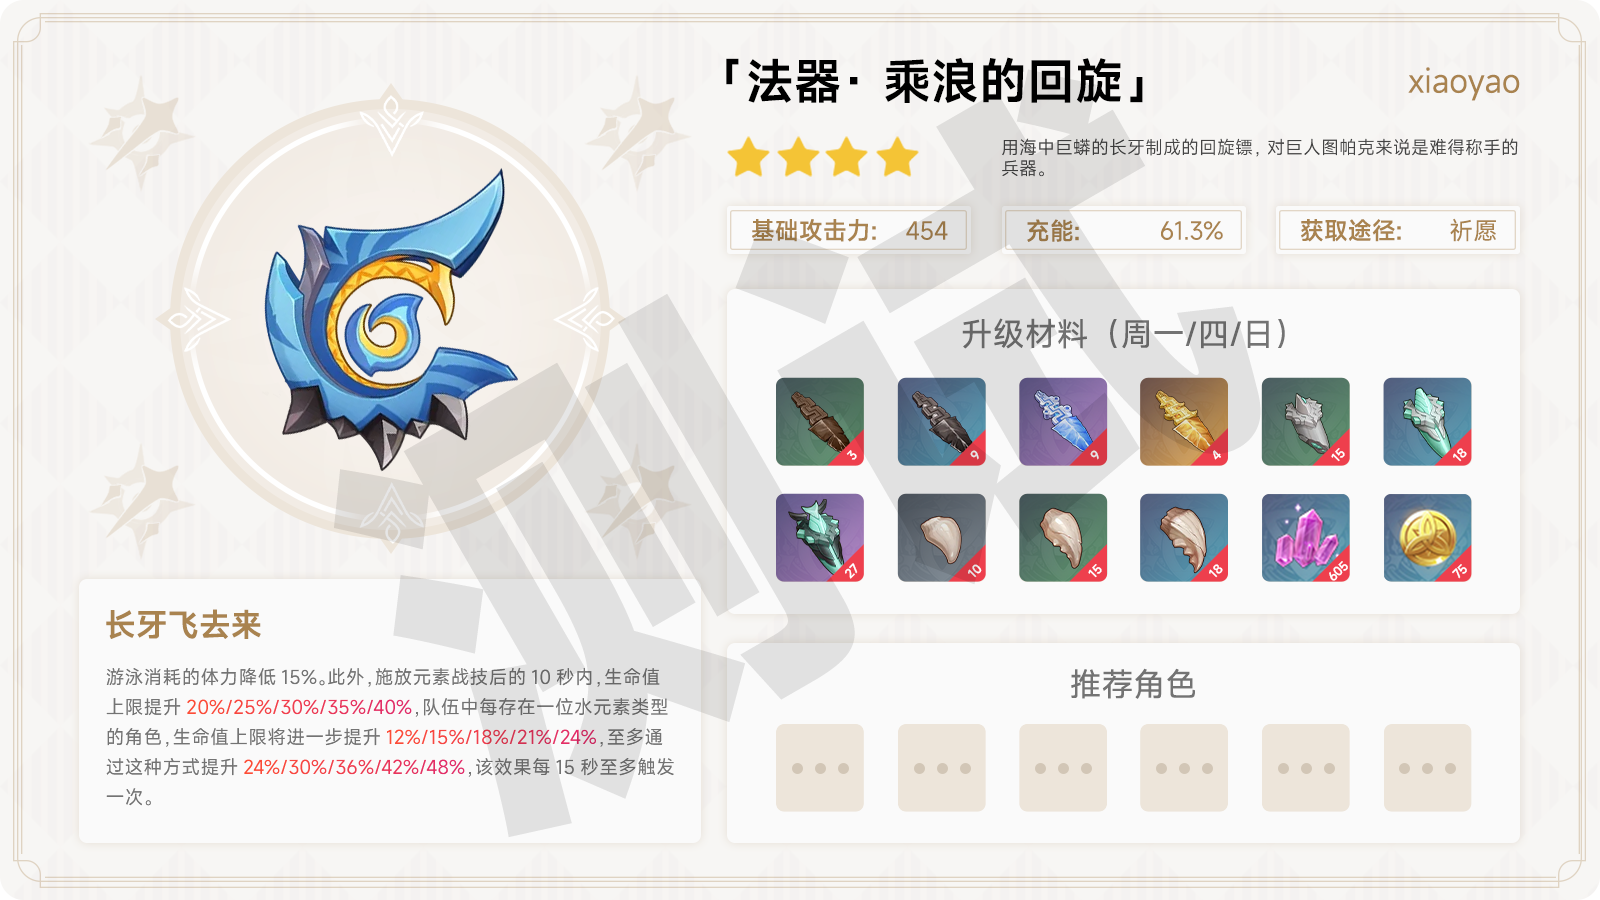 「法器· 乘浪的回旋」
xiaoyao
用海中巨蟒的长牙制成的回旋镖，对巨人图帕克来说是难得称手的
兵器。
基础攻击力: 454
充能: 61.3%
获取途径: 祈愿
升级材料（周一/四/日）
3
9
9
4
15
18
27
10
15
18
605
75
长牙飞去来
游泳消耗的体力降低 15%。此外,施放元素战技后的 10 秒内,生命值
上限提升 20%/25%/30%/35%/40%,队伍中每存在一位水元素类型
的角色,生命值上限将进一步提升 12%/15%/18%/21%/24%,至多通
过这种方式提升 24%/30%/36%/42%/48%,该效果每 15 秒至多触发
一次。
推荐角色
测试